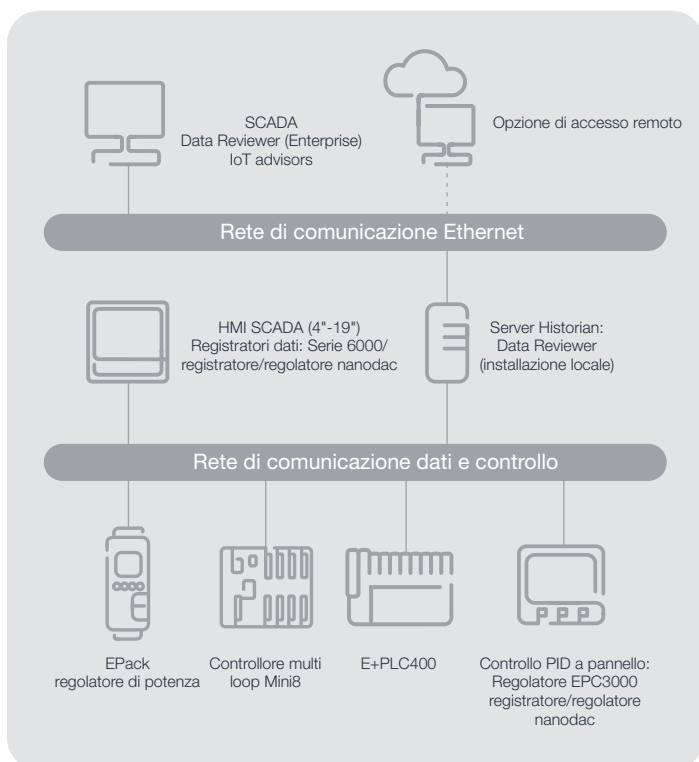 SCADA
Data Reviewer (Enterprise)
IoT advisors
Opzione di accesso remoto
Rete di comunicazione Ethernet
HMI SCADA (4"-19")
Registratori dati: Serie 6000/
registratore/regolatore nanodac
Server Historian:
Data Reviewer
(installazione locale)
Rete di comunicazione dati e controllo
EPack
regolatore di potenza
Controllore multi
loop Mini8
E+PLC400
Controllo PID a pannello:
Regolatore EPC3000
registratore/regolatore
nanodac